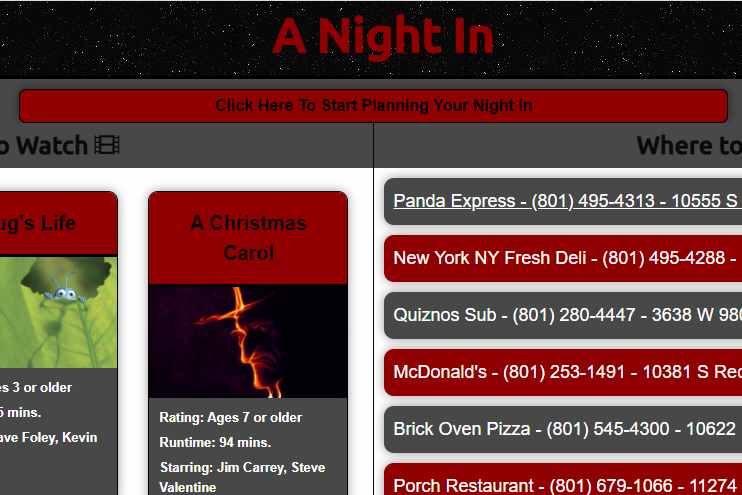 A Night In
Click Here To Start Planning Your Night In
o Watch
Where to
ug's Life
A Christmas
Carol
es 3 or older
5 mins.
ave Foley, Kevin
Rating: Ages 7 or older
Runtime: 94 mins.
Starring: Jim Carrey, Steve
Valentine
Panda Express - (801) 495-4313 - 10555 S
New York NY Fresh Deli - (801) 495-4288 -
Quiznos Sub - (801) 280-4447 - 3638 W 980
McDonald's - (801) 253-1491 - 10381 S Red
Brick Oven Pizza - (801) 545-4300 - 10622
Porch Restaurant - (801) 679-1066 - 11274